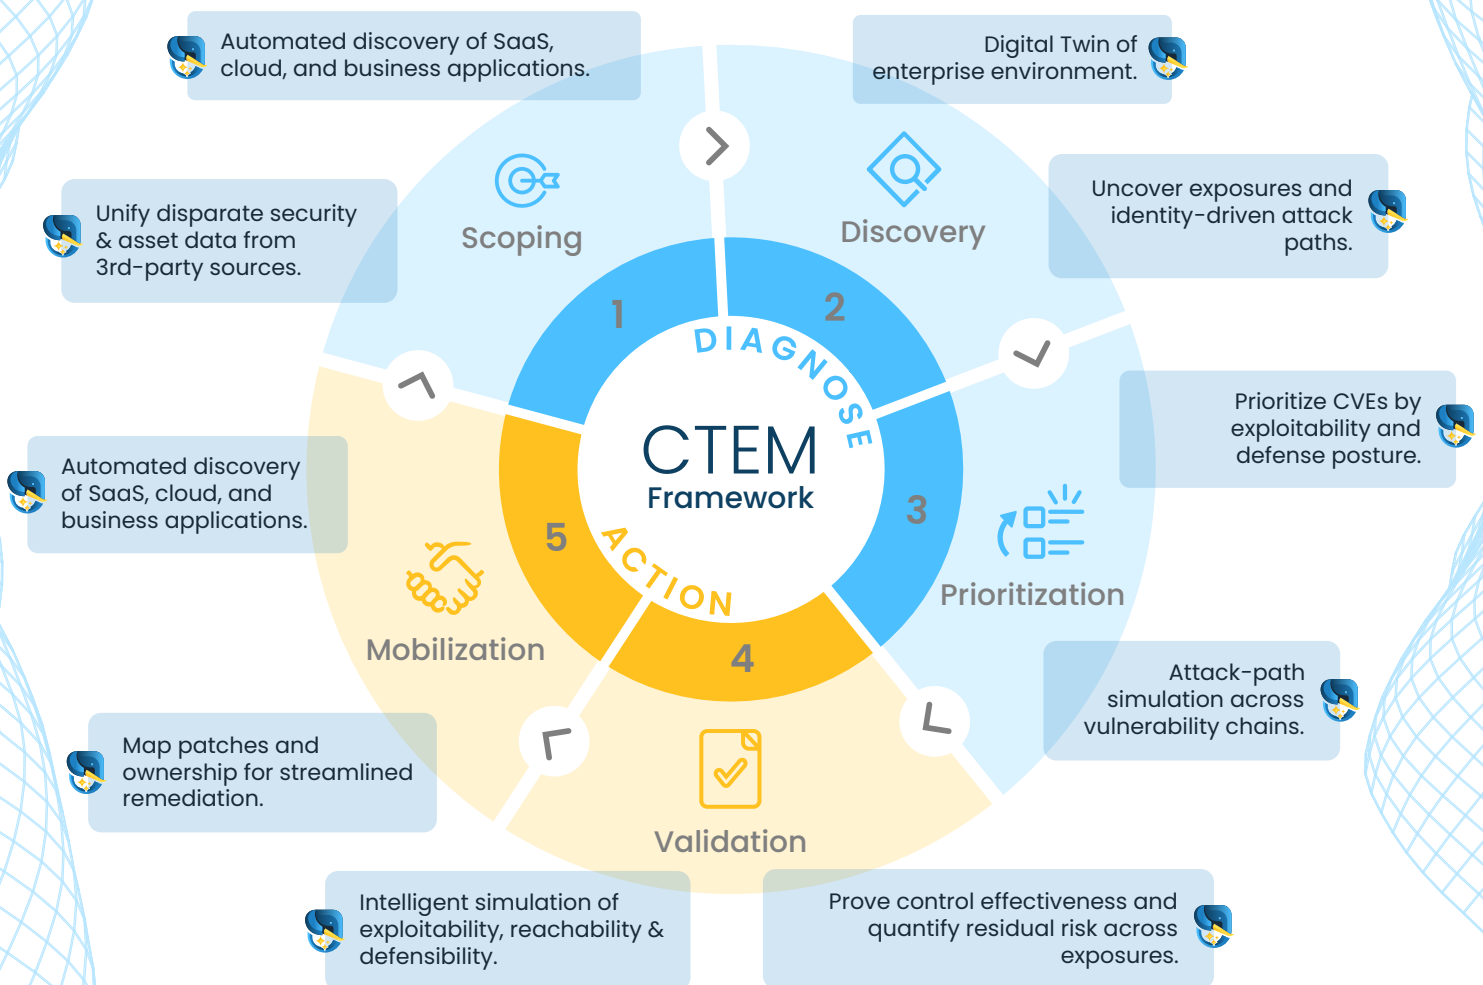 Automated discovery of SaaS,
cloud, and business applications.
Digital Twin of
enterprise environment.
Unify disparate security
& asset data from
3rd-party sources.
Scoping
Discovery
Uncover exposures and
identity-driven attack
paths.
1
2
DIAGNOSE
CTEM
Framework
ACTION
3
Prioritize CVEs by
exploitability and
defense posture.
Automated discovery
of SaaS, cloud, and
business applications.
5
Prioritization
Mobilization
4
Attack-path
simulation across
vulnerability chains.
Map patches and
ownership for streamlined
remediation.
Validation
Intelligent simulation of
exploitability, reachability &
defensibility.
Prove control effectiveness and
quantify residual risk across
exposures.